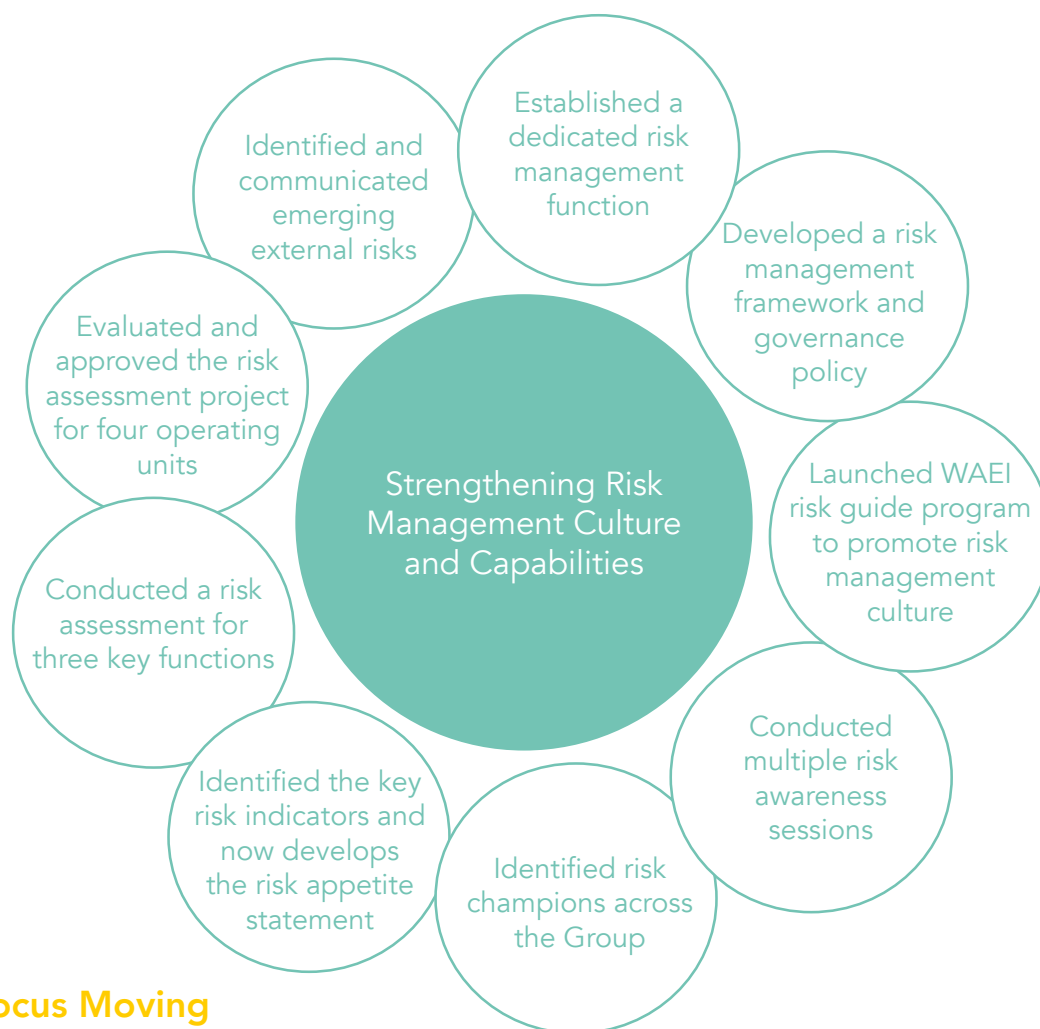 Established a
dedicated risk
management
function
Developed a risk
management
framework and
governance
policy
Launched WAEI
risk guide program
to promote risk
management
culture
Conducted
multiple risk
awareness
sessions
Identified risk
champions across
the Group
Identified the key
risk indicators and
now develops
the risk appetite
statement
Conducted a risk
assessment for
three key functions
Evaluated and
approved the risk
assessment project
for four operating
units
Identified and
communicated
emerging
external risks
Strengthening Risk
Management Culture
and Capabilities
Moving